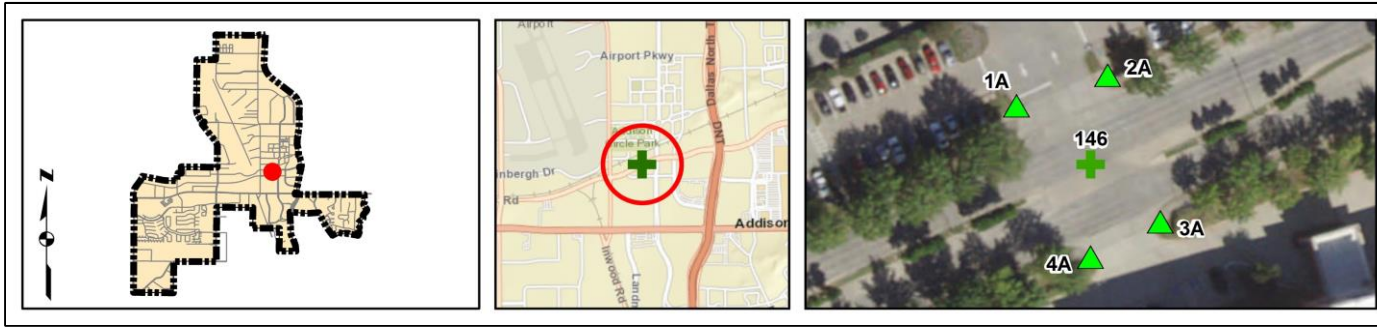 N
Airport
Airport Pkwy
Dallas North T
DNT
Addison
Circle Park
nbergh Dr
Rd
Addison
Inwood Rd
Landm
1A
2A
146
3A
4A